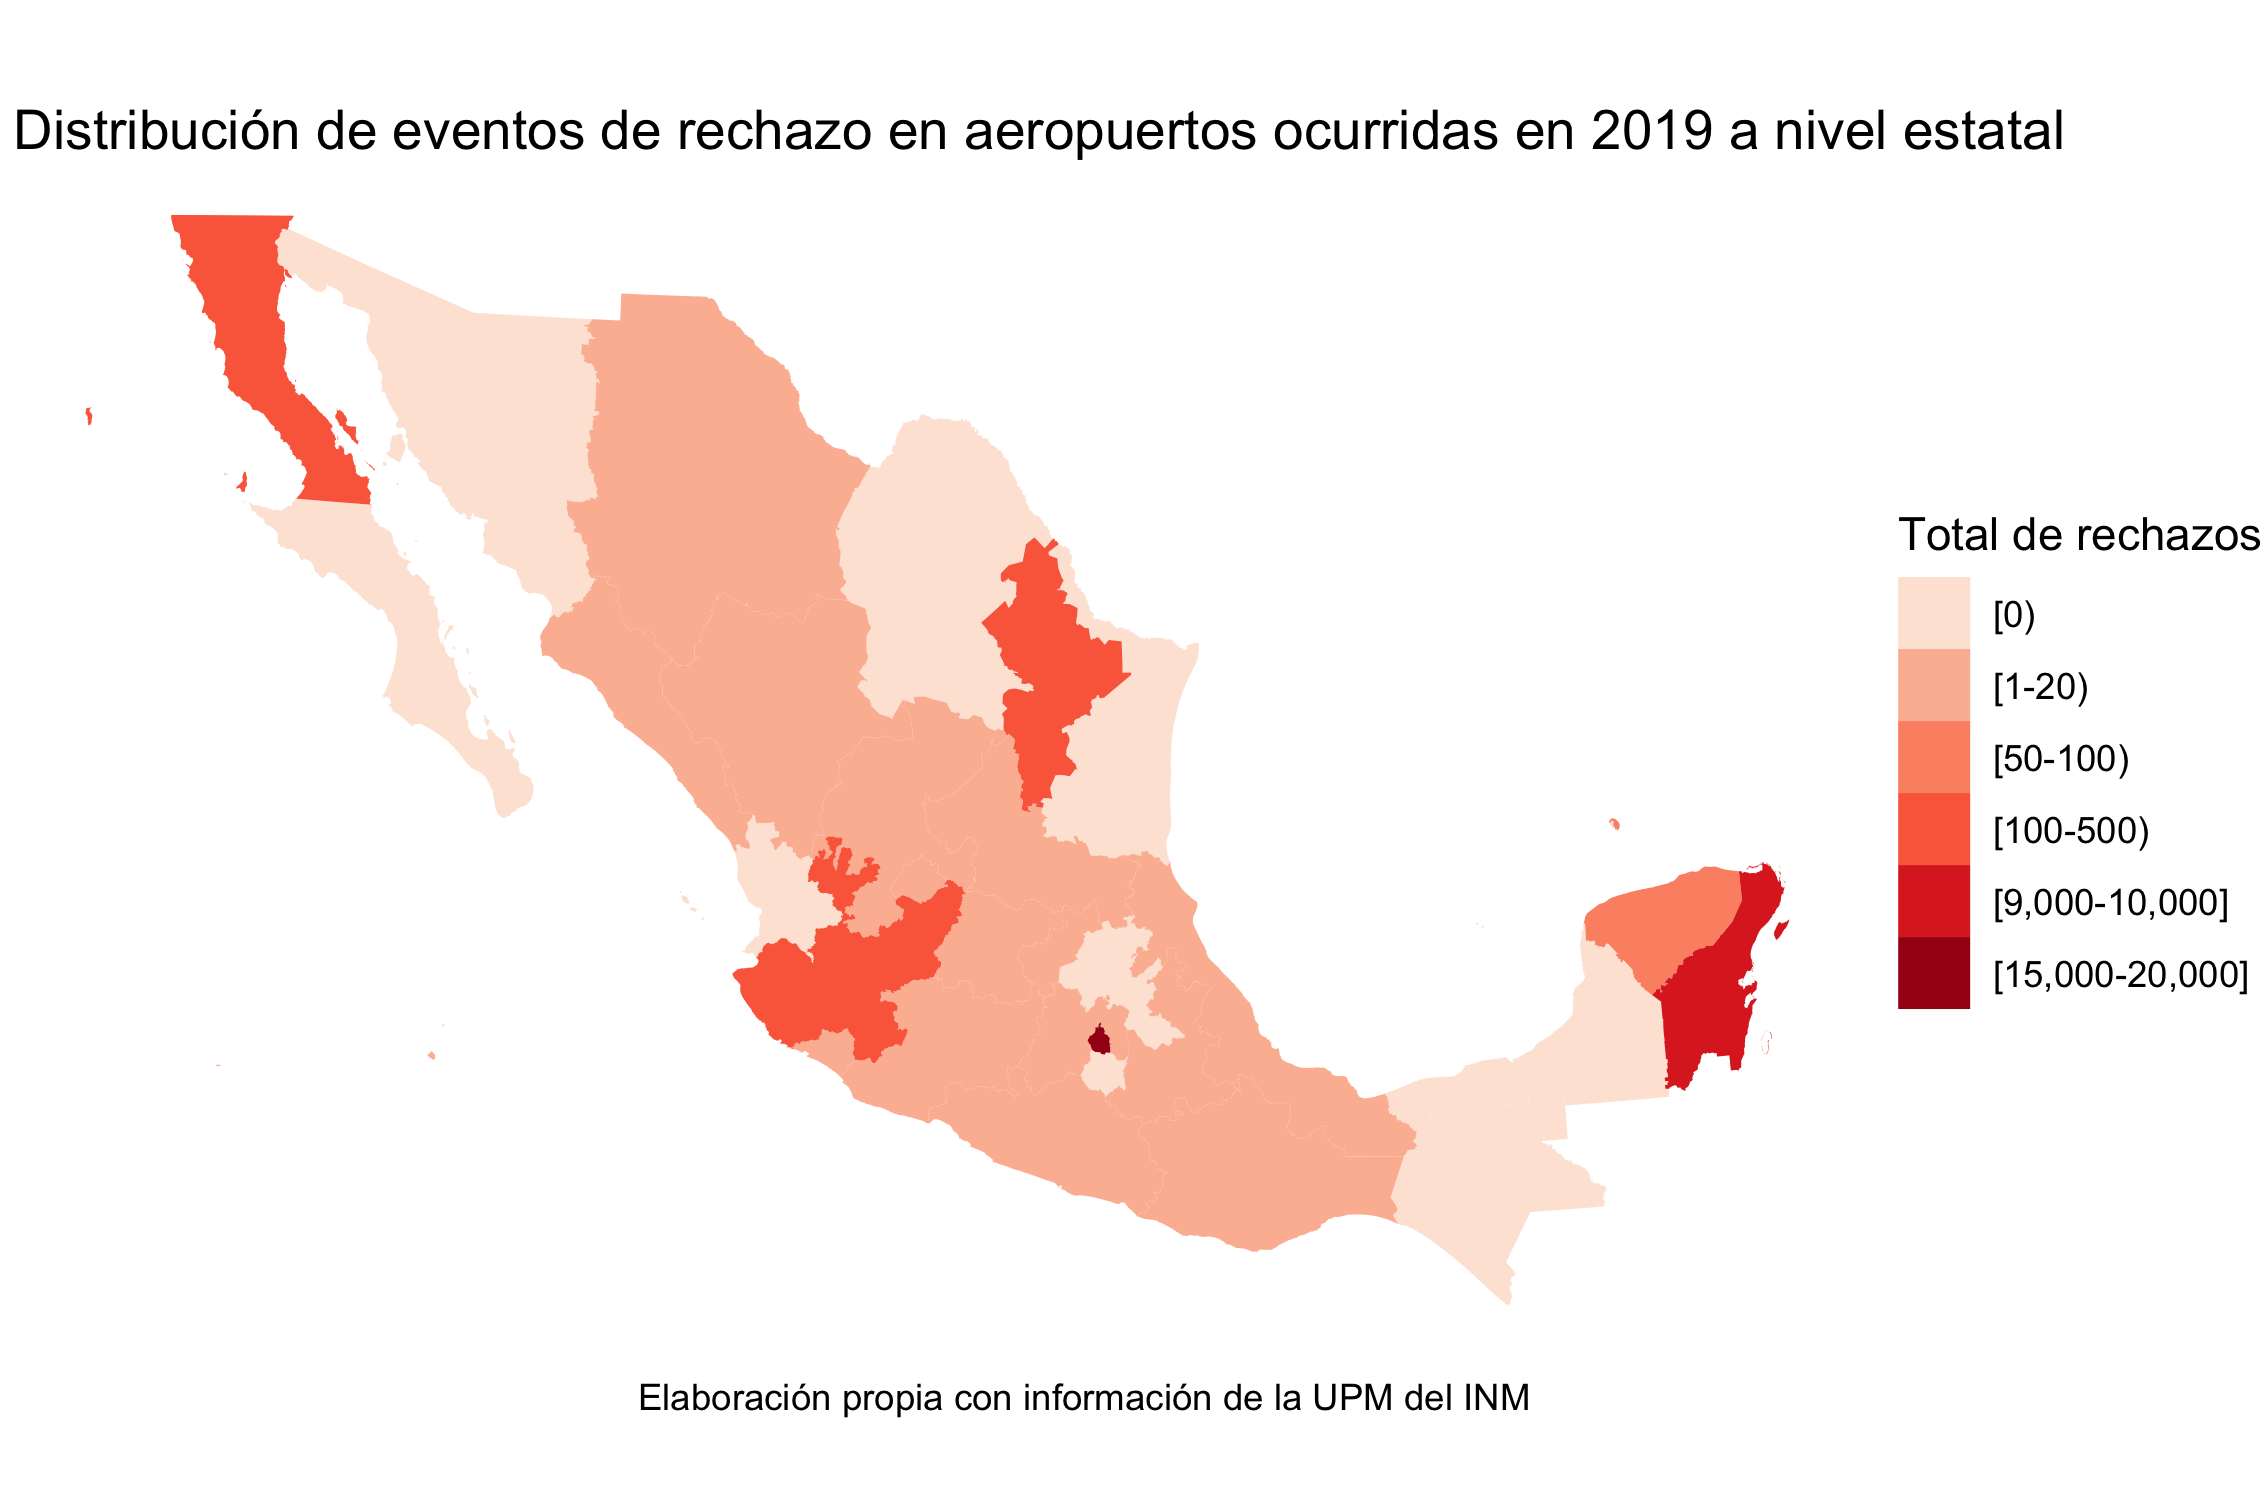 Distribución de eventos de rechazo en aeropuertos ocurridas en 2019 a nivel estatal
Total de rechazos
[0)
[1-20)
[50-100)
[100-500)
[9,000-10,000]
[15,000-20,000]
Elaboración propia con información de la UPM del INM